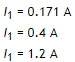 I₁ = 0.171 A
I₁ = 0.4 A
I₁ = 1.2 A